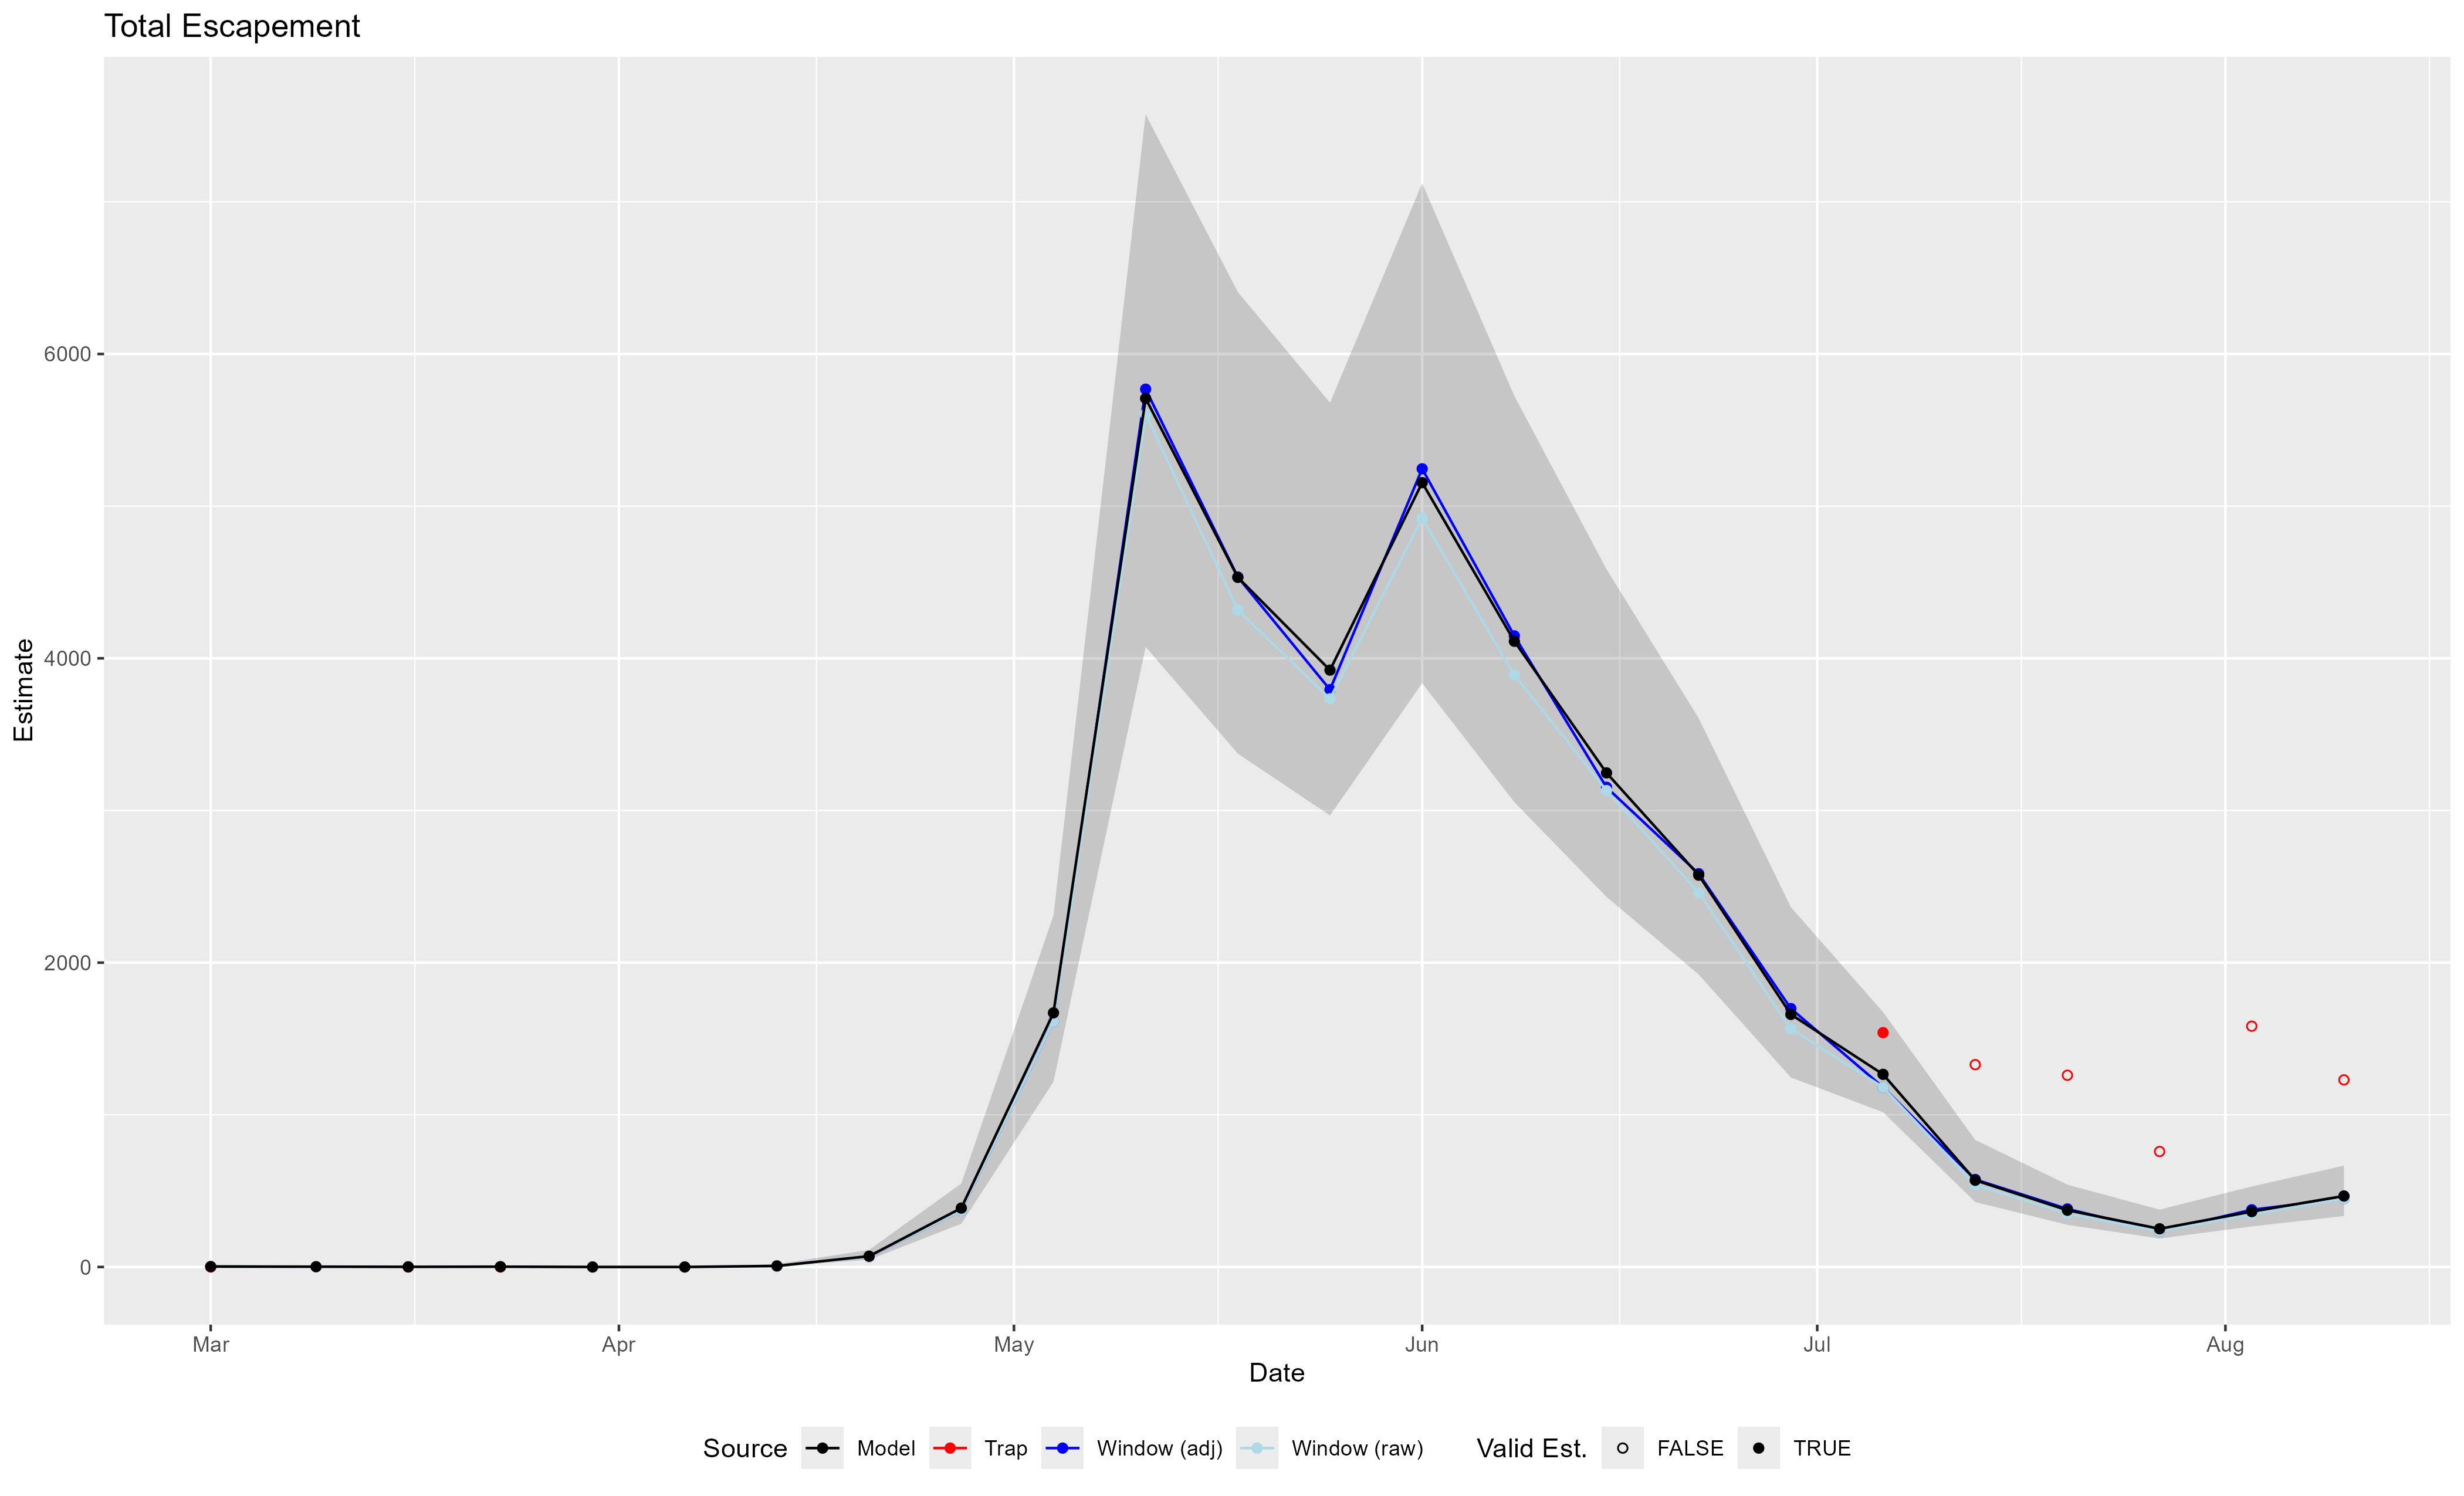 Total Escapement
Estimate
6000
4000
2000
0
Mar Apr May Jun Jul Aug
Date
Source Model Trap Window (adj) Window (raw) Valid Est. FALSE TRUE